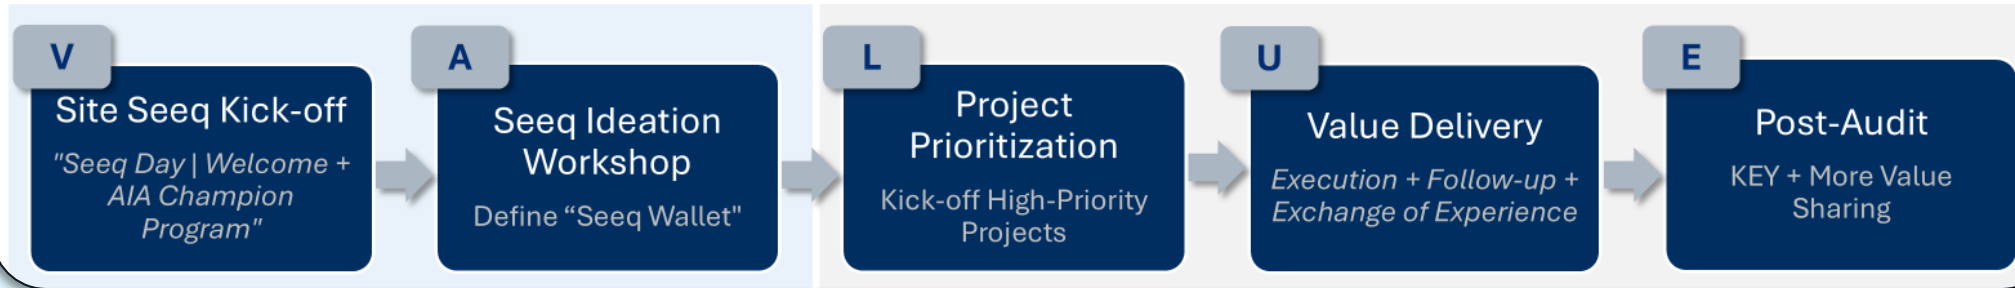 V
Site Seeq Kick-off
"Seeq Day | Welcome +
AIA Champion
Program"
A
Seeq Ideation
Workshop
Define “Seeq Wallet"
L
Project
Prioritization
Kick-off High-Priority
Projects
U
Value Delivery
Execution + Follow-up +
Exchange of Experience
E
Post-Audit
KEY + More Value
Sharing